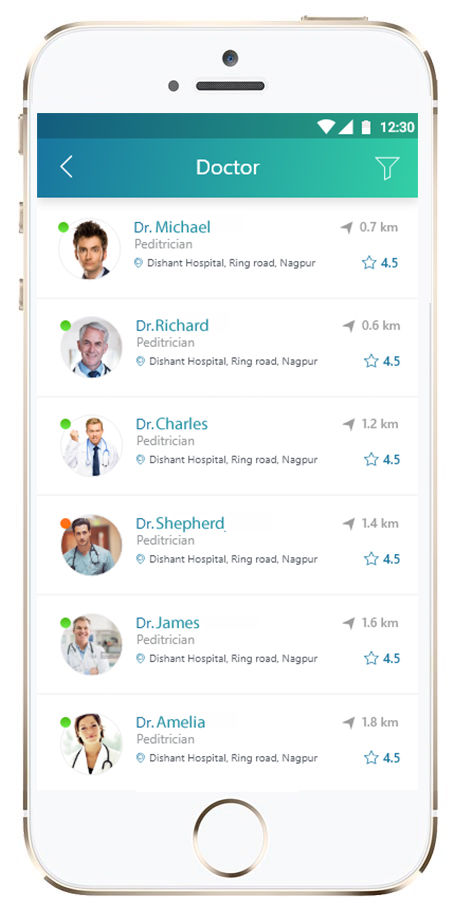 12:30
Doctor
Dr. Michael
0.7 km
Peditrician
Dishant Hospital, Ring road, Nagpur
4.5
Dr.Richard
0.6 km
Peditrician
Dishant Hospital, Ring road, Nagpur
4.5
Dr.Charles
1.2 km
Peditrician
Dishant Hospital, Ring road, Nagpur
4.5
Dr.Shepherd
1.4 km
Peditrician
Dishant Hospital, Ring road, Nagpur
4.5
Dr.James
1.6 km
Peditrician
Dishant Hospital, Ring road, Nagpur
4.5
Dr. Amelia
1.8 km
Peditrician
Dishant Hospital, Ring road, Nagpur
4.5